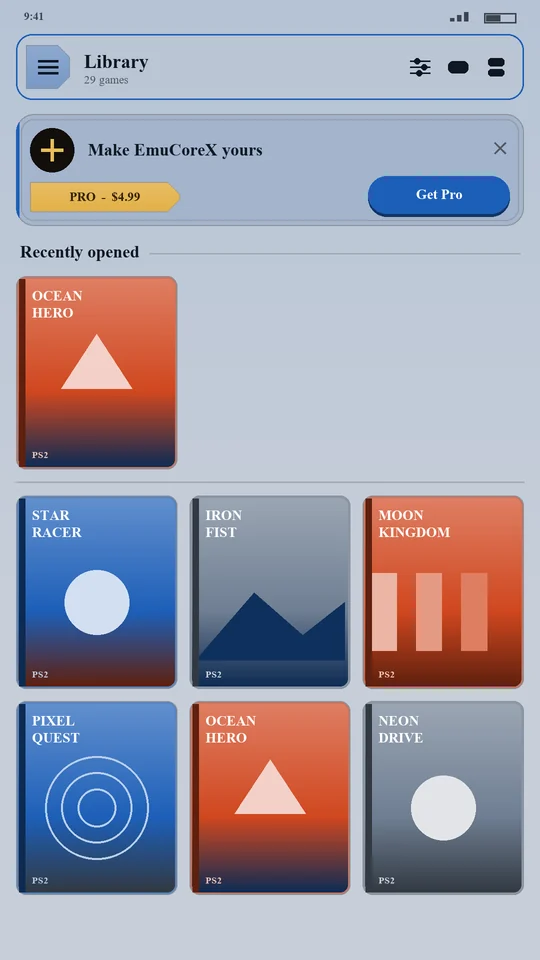 9:41
Library
29 games
Make EmuCoreX yours
PRO - $4.99
Get Pro
Recently opened
OCEAN
HERO
PS2
STAR
RACER
PS2
IRON
FIST
PS2
MOON
KINGDOM
PS2
PIXEL
QUEST
PS2
OCEAN
HERO
PS2
NEON
DRIVE
PS2